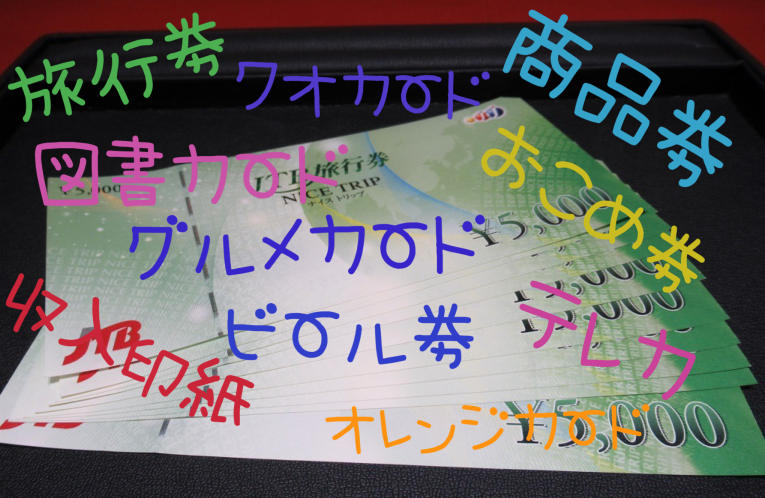 旅行券
クオカード
商品券
図書カード
¥5,000
JTB旅行券
NICE TRIP
ナイストリップ
おこめ券
¥5,000
グルメカード
収入印紙
ビール券
テレカ
オレンジカード
¥5,000